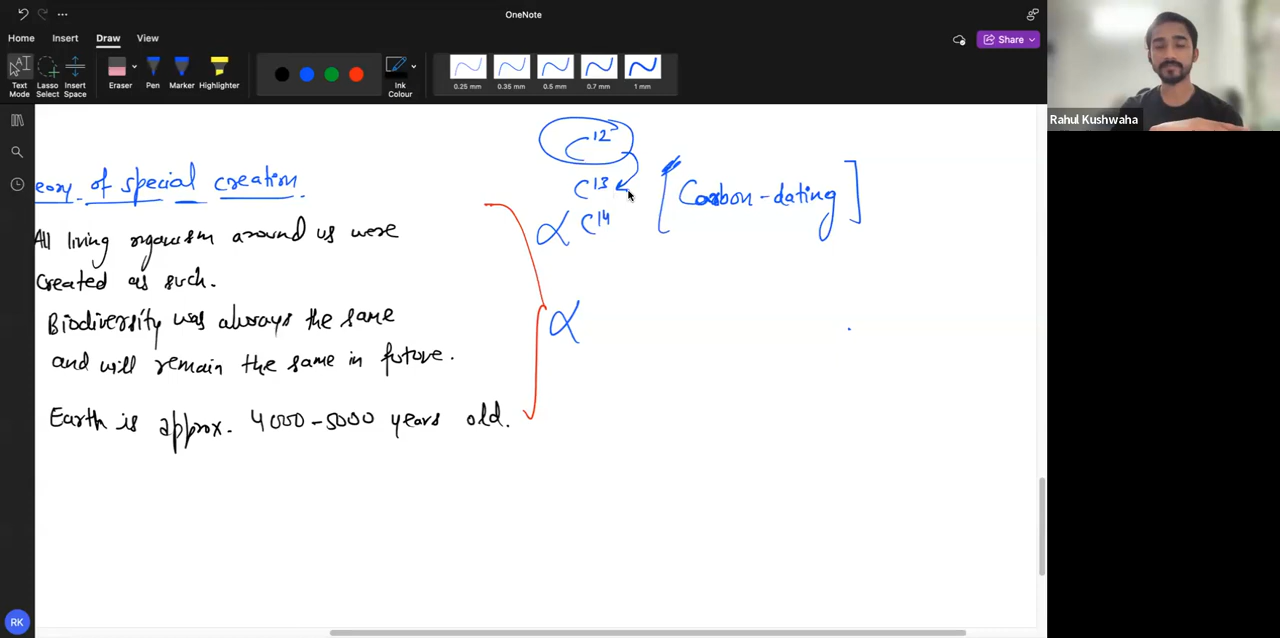 OneNote
Home Insert Draw View
Share
Text Mode
Lasso Select
Insert Space
Eraser
Pen
Marker
Highlighter
Ink Colour
0.25 mm 0.35 mm 0.5 mm 0.7 mm 1 mm
Rahul Kushwaha
C12
C13
C14
α
[Carbon-dating]
eory of special creation
All living organism around us were
created as such.
Biodiversity was always the same
and will remain the same in future.
α
Earth is approx. 4000-5000 years old.
RK